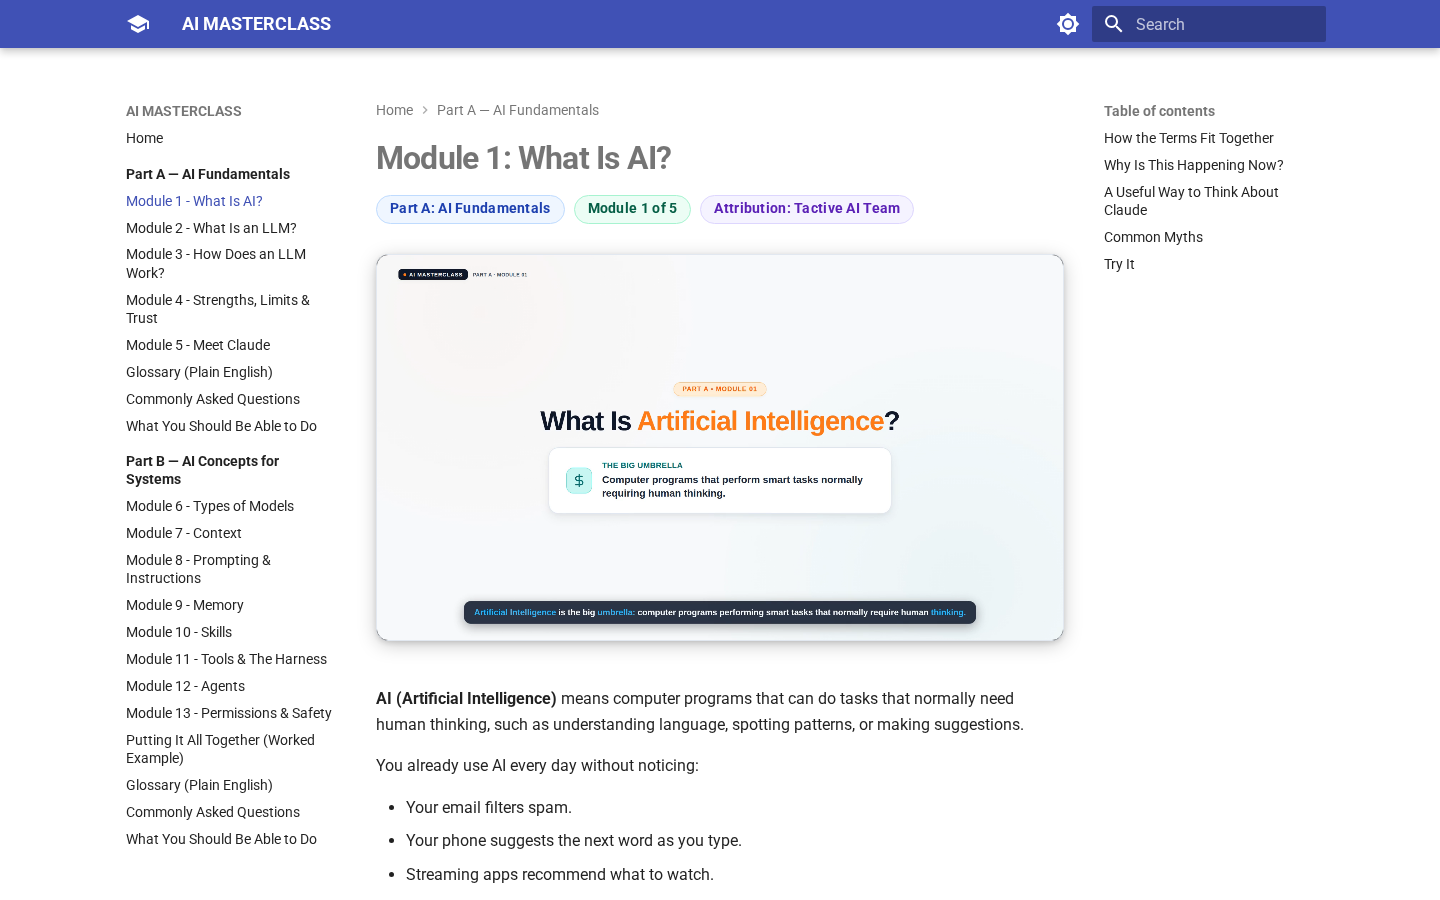 AI MASTERCLASS
Search
AI MASTERCLASS
Home
Part A — AI Fundamentals
Module 1 - What Is AI?
Module 2 - What Is an LLM?
Module 3 - How Does an LLM
Work?
Module 4 - Strengths, Limits &
Trust
Module 5 - Meet Claude
Glossary (Plain English)
Commonly Asked Questions
What You Should Be Able to Do
Part B — AI Concepts for
Systems
Module 6 - Types of Models
Module 7 - Context
Module 8 - Prompting &
Instructions
Module 9 - Memory
Module 10 - Skills
Module 11 - Tools & The Harness
Module 12 - Agents
Module 13 - Permissions & Safety
Putting It All Together (Worked
Example)
Glossary (Plain English)
Commonly Asked Questions
What You Should Be Able to Do
Home > Part A — AI Fundamentals
Module 1: What Is AI?
Part A: AI Fundamentals
Module 1 of 5
Attribution: Tactive AI Team
AI MASTERCLASS
PART A • MODULE 01
PART A • MODULE 01
What Is Artificial Intelligence?
$
THE BIG UMBRELLA
Computer programs that perform smart tasks normally
requiring human thinking.
Artificial Intelligence is the big umbrella: computer programs performing smart tasks that normally require human thinking.
AI (Artificial Intelligence) means computer programs that can do tasks that normally need
human thinking, such as understanding language, spotting patterns, or making suggestions.
You already use AI every day without noticing:
• Your email filters spam.
• Your phone suggests the next word as you type.
• Streaming apps recommend what to watch.
Table of contents
How the Terms Fit Together
Why Is This Happening Now?
A Useful Way to Think About
Claude
Common Myths
Try It